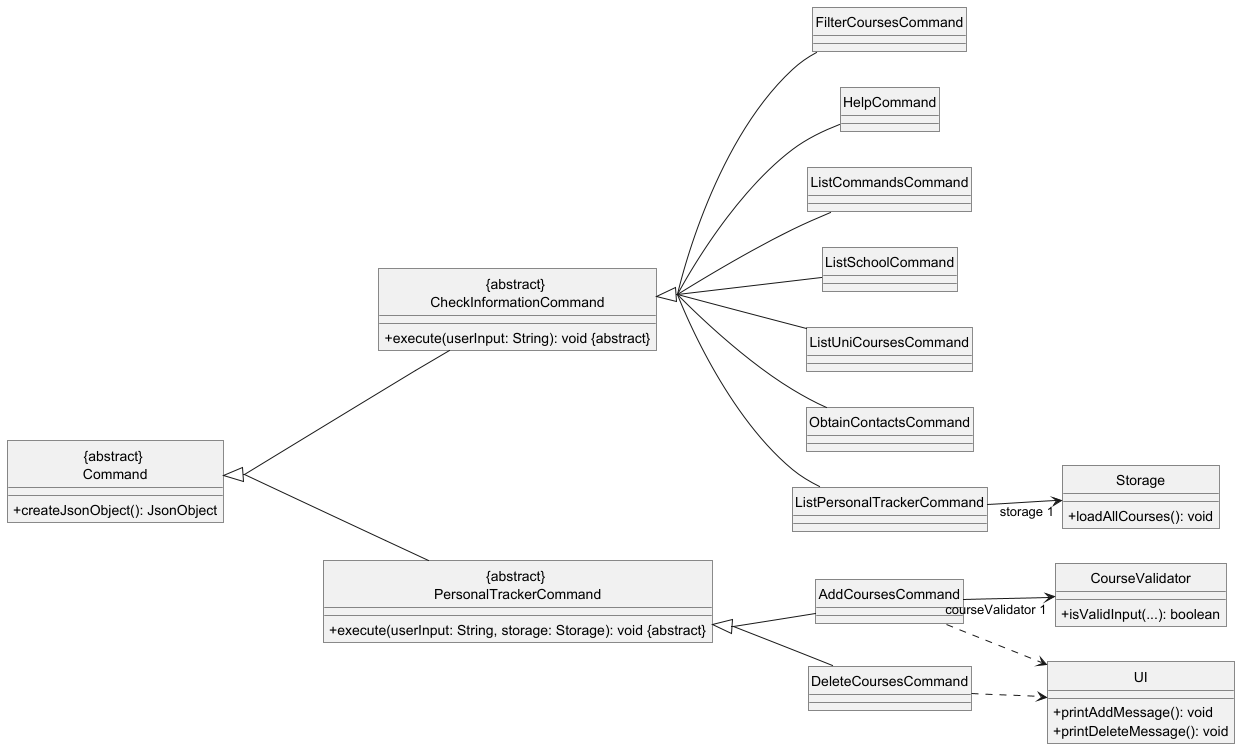 FilterCoursesCommand
HelpCommand
ListCommandsCommand
ListSchoolCommand
{abstract}
CheckInformationCommand
+execute(userInput: String): void {abstract}
ListUniCoursesCommand
ObtainContactsCommand
{abstract}
Command
+createJsonObject(): JsonObject
ListPersonalTrackerCommand
storage 1
Storage
+loadAllCourses(): void
{abstract}
PersonalTrackerCommand
+execute(userInput: String, storage: Storage): void {abstract}
AddCoursesCommand
courseValidator 1
CourseValidator
+isValidInput(...): boolean
DeleteCoursesCommand
UI
+printAddMessage(): void
+printDeleteMessage(): void